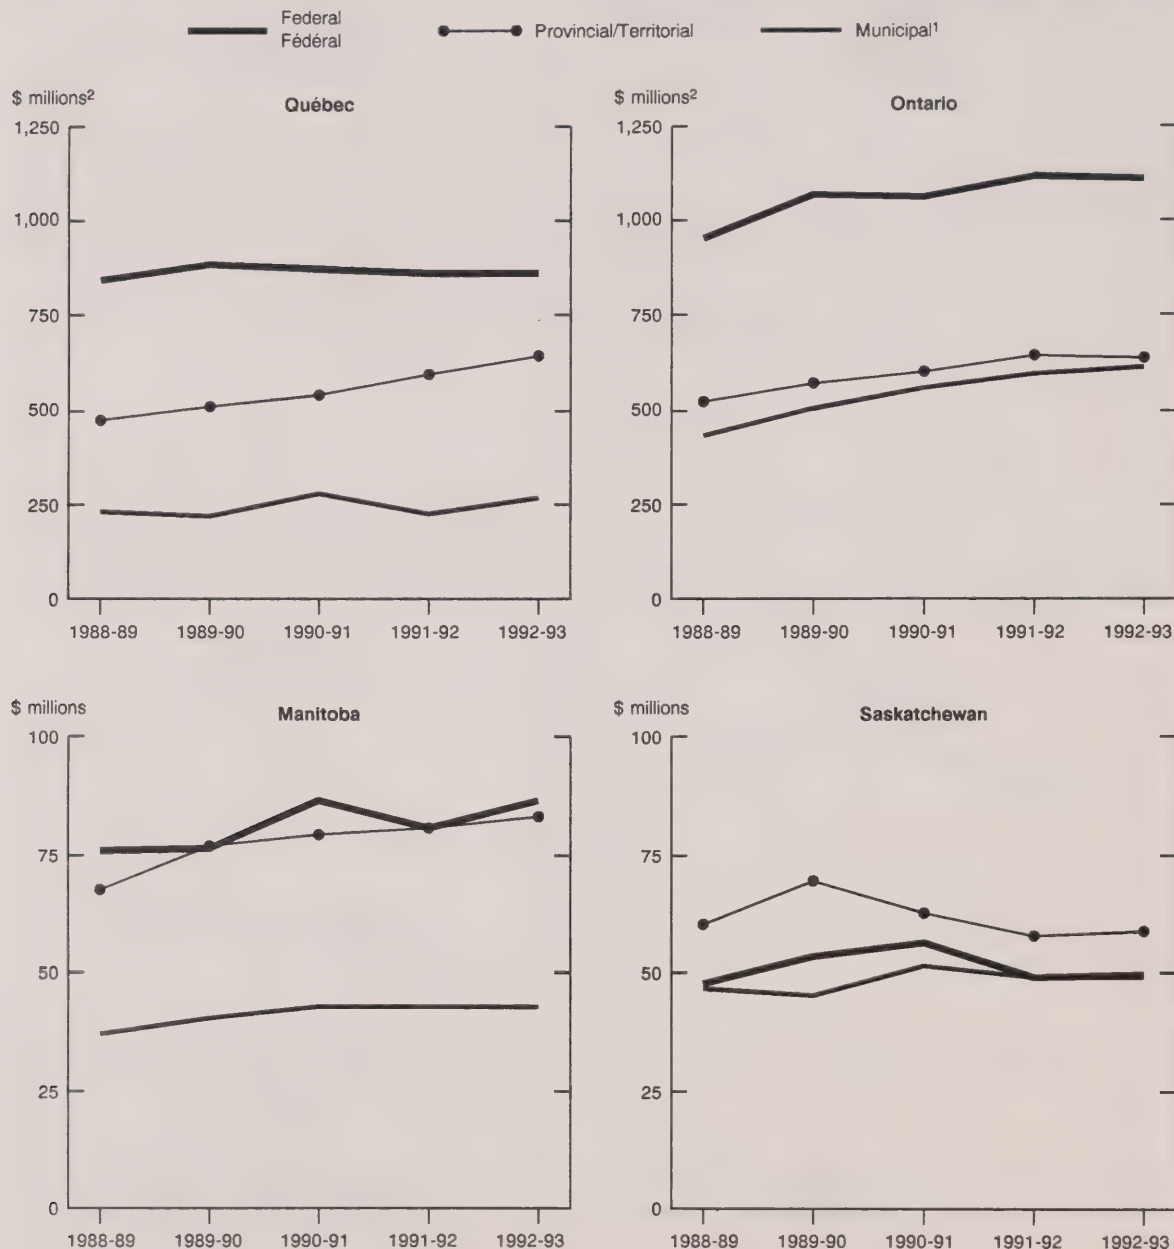 Federal
Fédéral
Provincial/Territorial
Municipal¹
$ millions²
Québec
1,250
1,000
750
500
250
0
1988-89 1989-90 1990-91 1991-92 1992-93
$ millions²
Ontario
1,250
1,000
750
500
250
0
1988-89 1989-90 1990-91 1991-92 1992-93
$ millions
Manitoba
100
75
50
25
0
1988-89 1989-90 1990-91 1991-92 1992-93
$ millions
Saskatchewan
100
75
50
25
0
1988-89 1989-90 1990-91 1991-92 1992-93